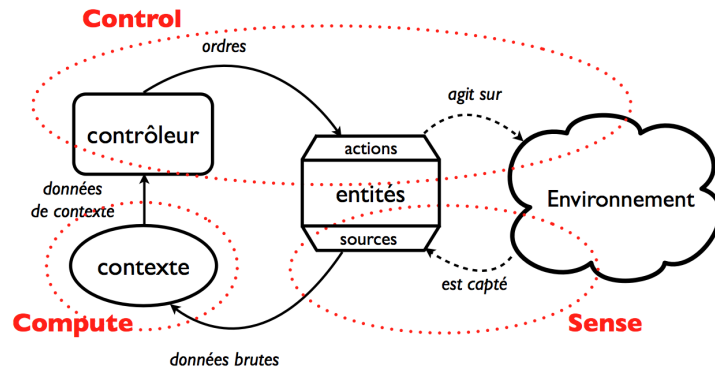 Control
ordres
agit sur
contrôleur
actions
données
de contexte
entités
Environnement
sources
contexte
est capté
Compute
Sense
données brutes